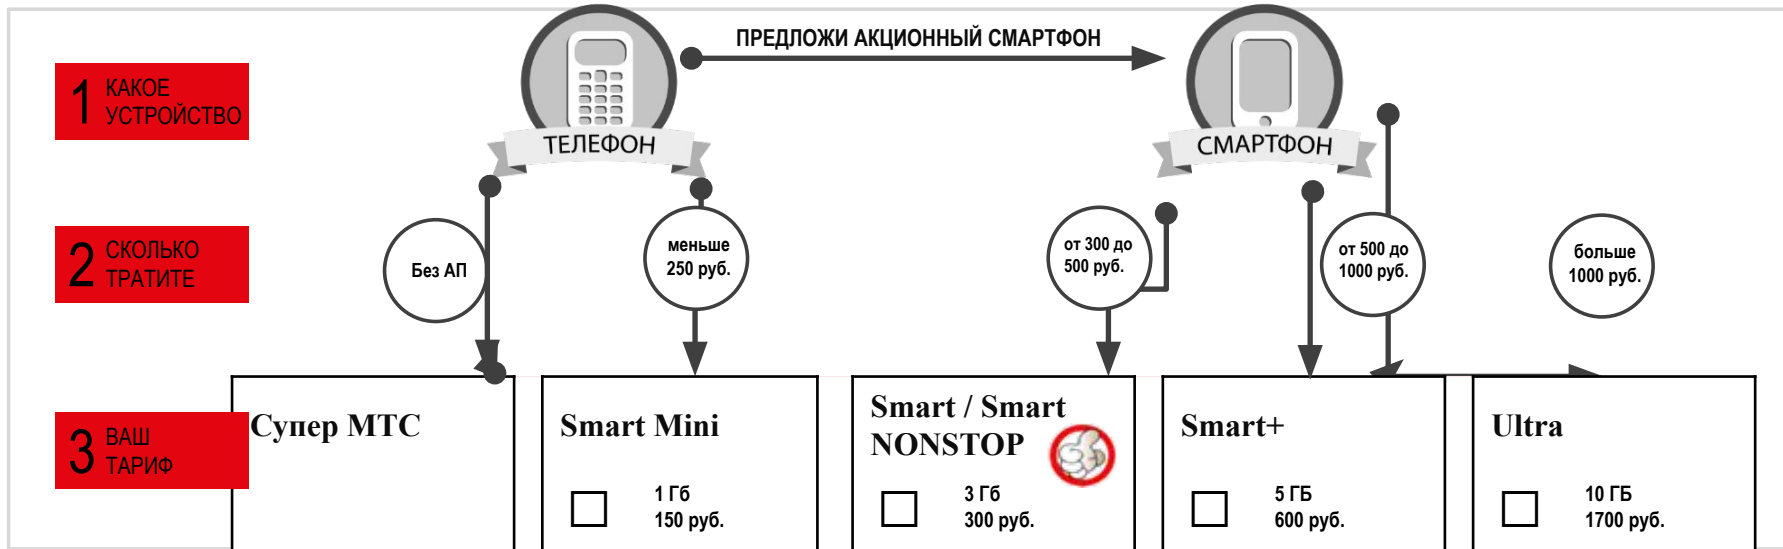 ПРЕДЛОЖИ АКЦИОННЫЙ СМАРТФОН
1 КАКОЕ
УСТРОЙСТВО
ТЕЛЕФОН
СМАРТФОН
2 СКОЛЬКО
ТРАТИТЕ
Без АП
меньше
250 руб.
от 300 до
500 руб.
от 500 до
1000 руб.
больше
1000 руб.
3 ВАШ
ТАРИФ
Супер МТС
Smart Mini
1 Гб
150 руб.
Smart / Smart
NONSTOP
3 Гб
300 руб.
Smart+
5 ГБ
600 руб.
Ultra
10 ГБ
1700 руб.